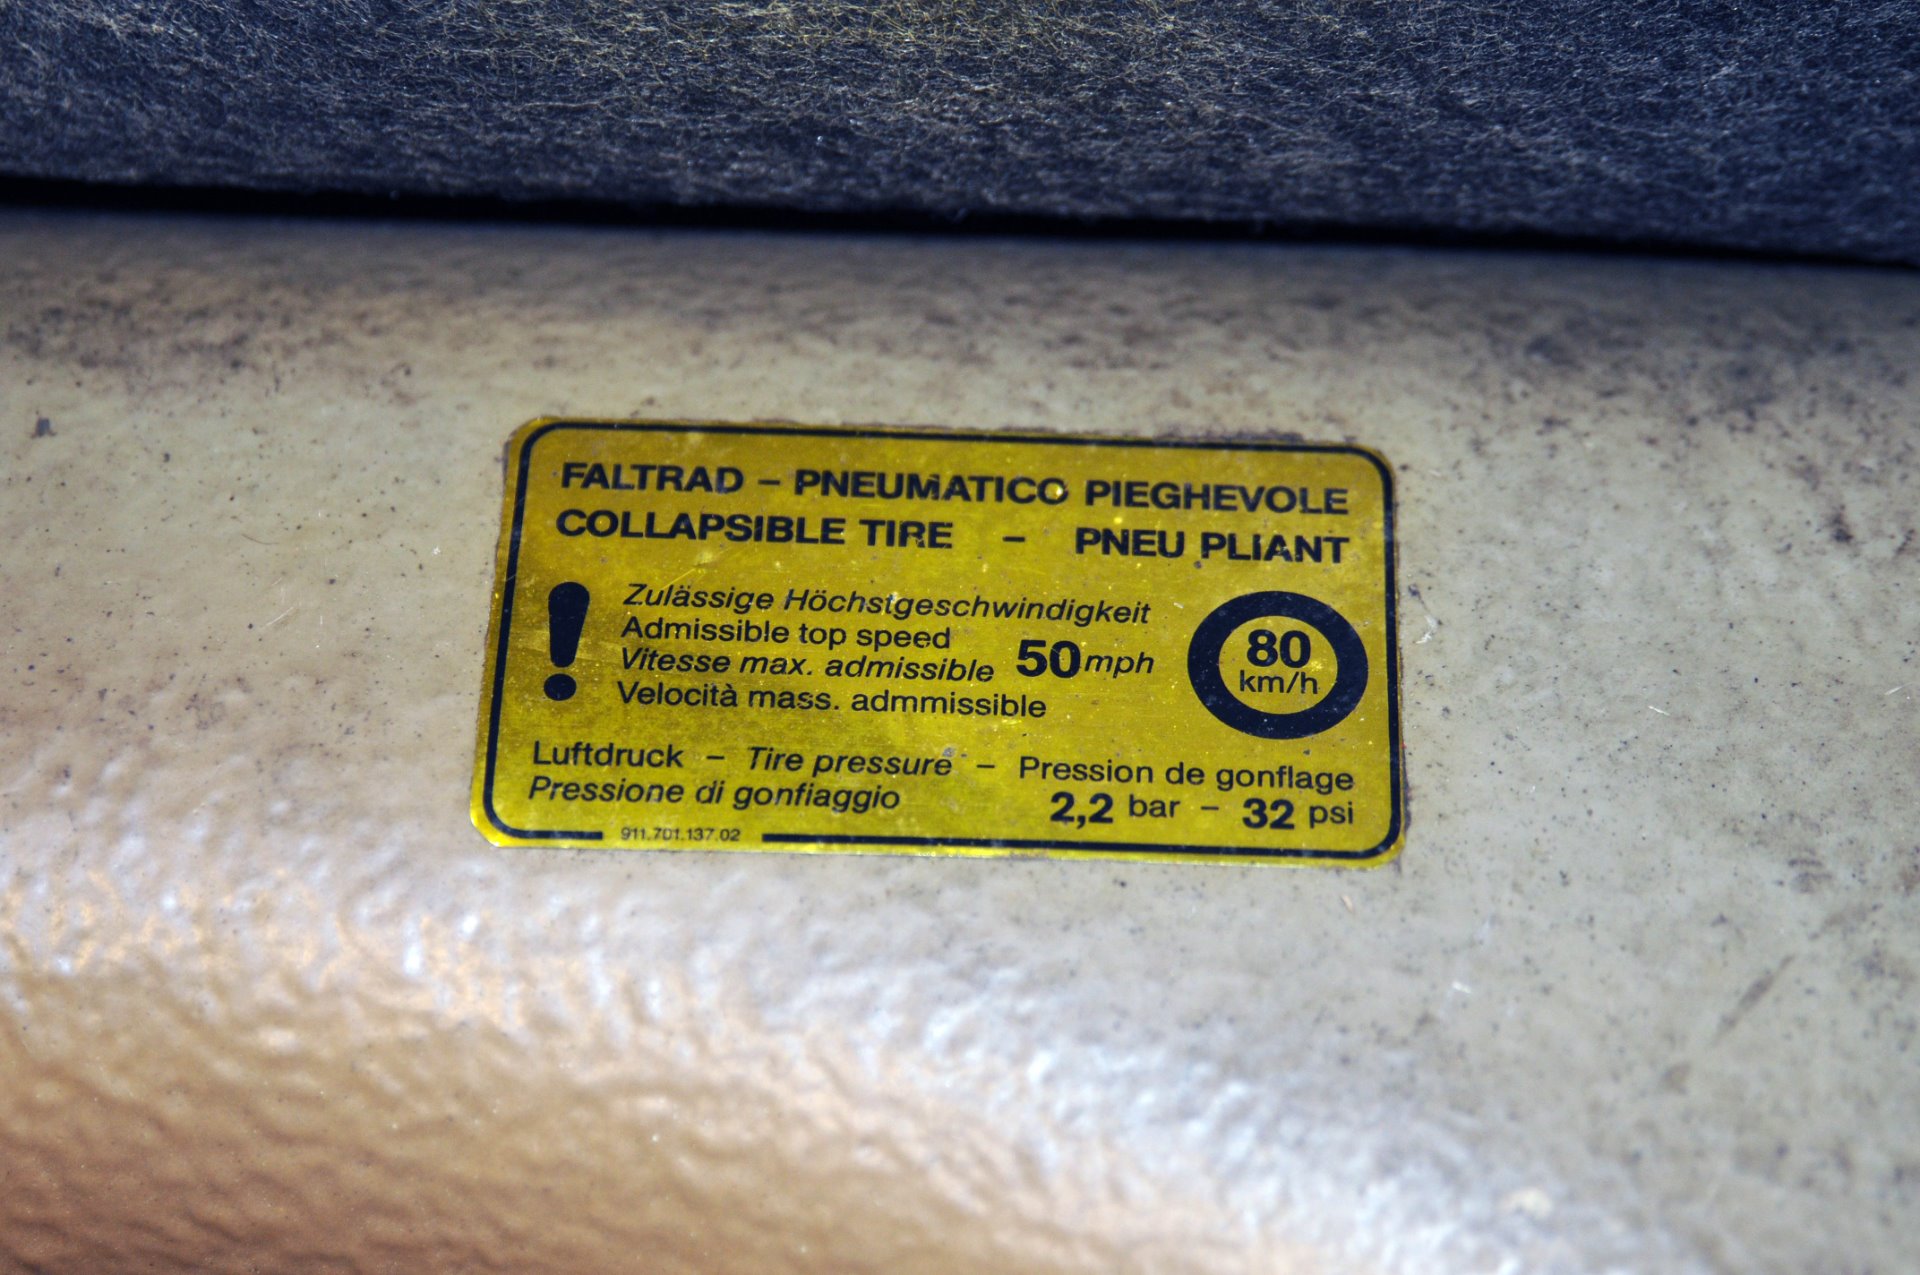 FALTRAD – PNEUMATICO PIEGHEVOLE
COLLAPSIBLE TIRE – PNEU PLIANT
! Zulässige Höchstgeschwindigkeit
Admissible top speed
Vitesse max. admissible 50 mph
Velocità mass. admmissible
80
km/h
Luftdruck – Tire pressure – Pression de gonflage
Pressione di gonfiaggio 2,2 bar – 32 psi
911.701.137.02